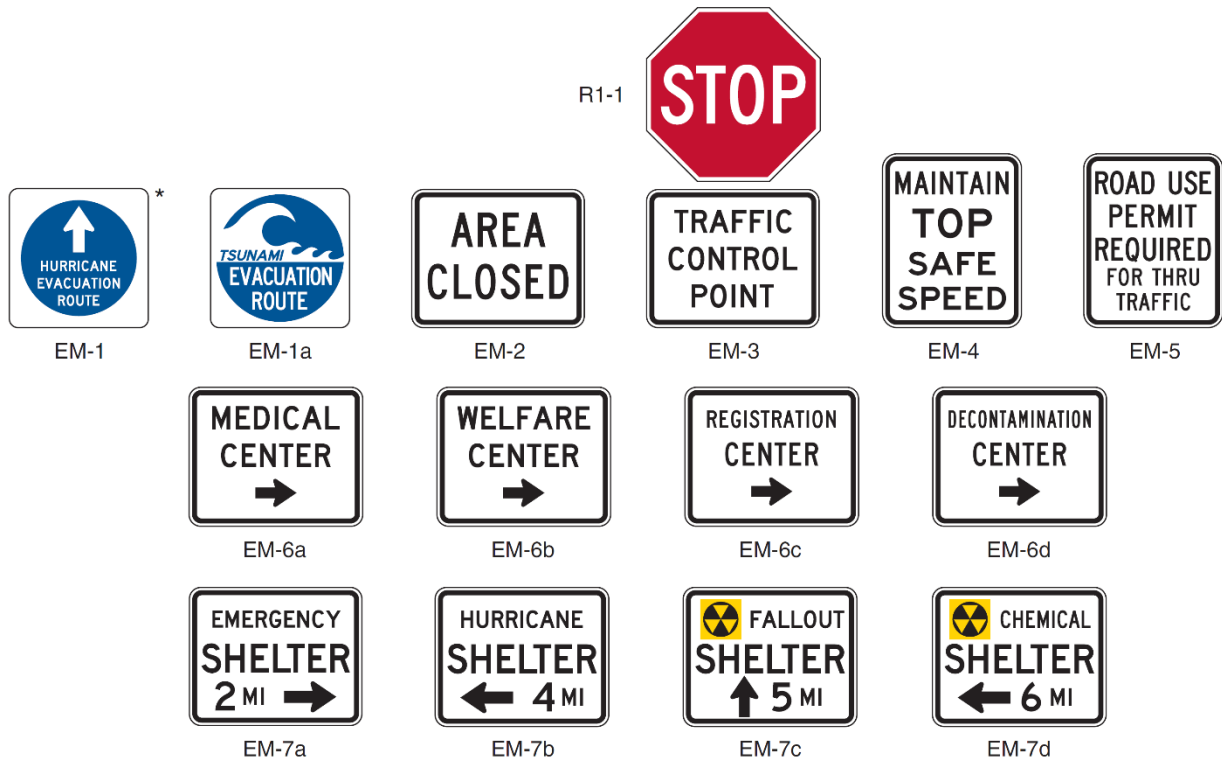 R1-1
STOP
*
HURRICANE
EVACUATION
ROUTE
EM-1
TSUNAMI
EVACUATION
ROUTE
EM-1a
AREA
CLOSED
EM-2
TRAFFIC
CONTROL
POINT
EM-3
MAINTAIN
TOP
SAFE
SPEED
EM-4
ROAD USE
PERMIT
REQUIRED
FOR THRU
TRAFFIC
EM-5
MEDICAL
CENTER
EM-6a
WELFARE
CENTER
EM-6b
REGISTRATION
CENTER
EM-6c
DECONTAMINATION
CENTER
EM-6d
EMERGENCY
SHELTER
2 MI
EM-7a
HURRICANE
SHELTER
4 MI
EM-7b
FALLOUT
SHELTER
5 MI
EM-7c
CHEMICAL
SHELTER
6 MI
EM-7d